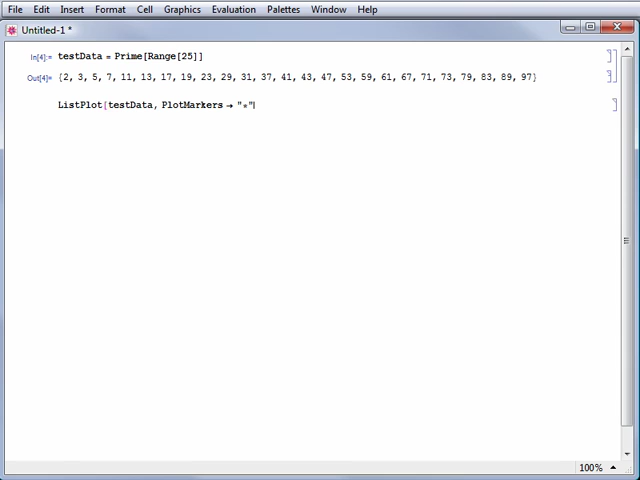 File Edit Insert Format Cell Graphics Evaluation Palettes Window Help
Untitled-1 *
In[4]:= testData = Prime[Range[25]]
Out[4]= {2, 3, 5, 7, 11, 13, 17, 19, 23, 29, 31, 37, 41, 43, 47, 53, 59, 61, 67, 71, 73, 79, 83, 89, 97}
ListPlot[testData, PlotMarkers → "*"
100%